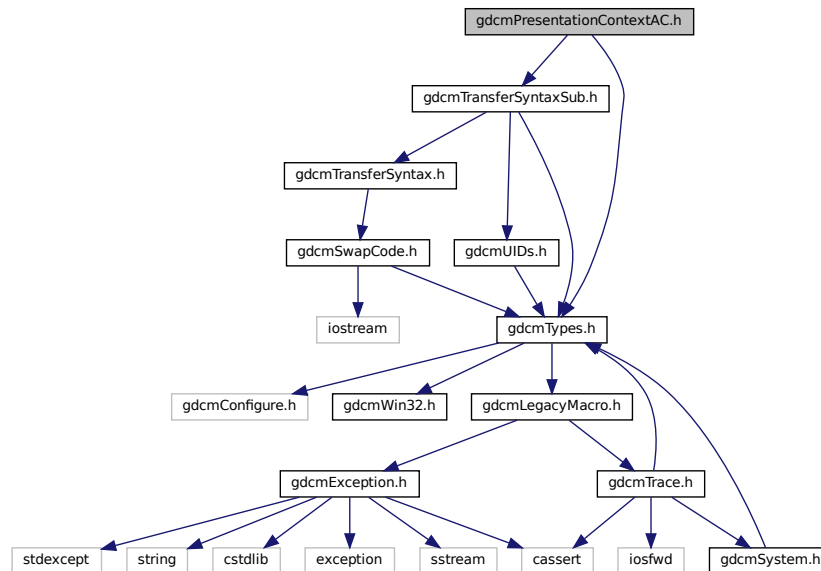 gdcmPresentationContextAC.h
gdcmTransferSyntaxSub.h
gdcmTransferSyntax.h
gdcmSwapCode.h
gdcmUIDs.h
iostream
gdcmTypes.h
gdcmConfigure.h
gdcmWin32.h
gdcmLegacyMacro.h
gdcmException.h
gdcmTrace.h
stdexcept
string
cstdlib
exception
sstream
cassert
iosfwd
gdcmSystem.h